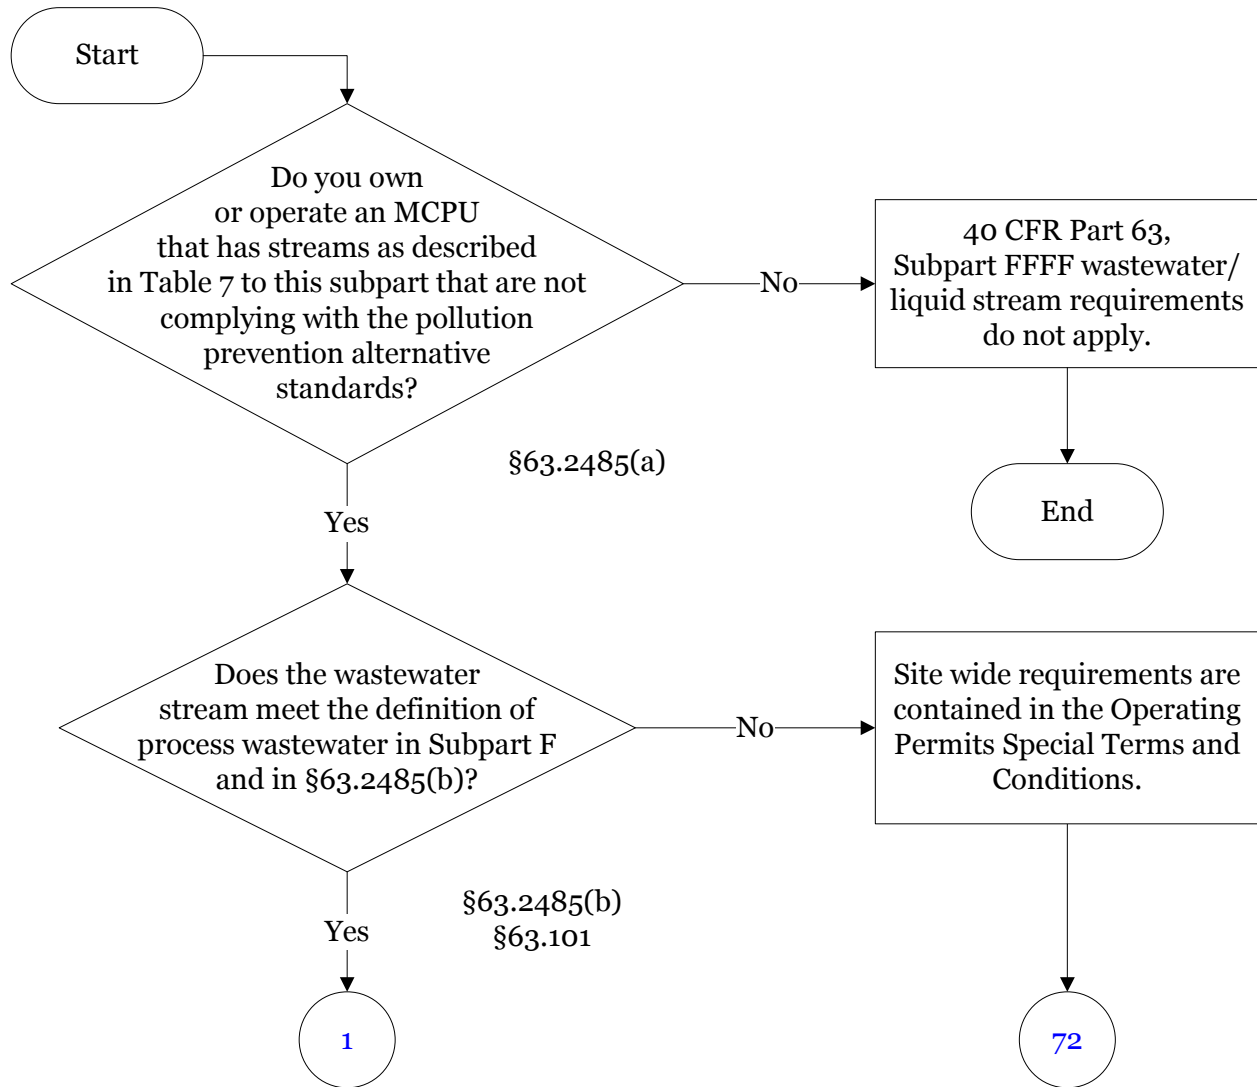 Start
Do you own
or operate an MCPU
that has streams as described
in Table 7 to this subpart that are not
complying with the pollution
prevention alternative
standards?
No
40 CFR Part 63,
Subpart FFFF wastewater/
liquid stream requirements
do not apply.
§63.2485(a)
Yes
End
Does the wastewater
stream meet the definition of
process wastewater in Subpart F
and in §63.2485(b)?
No
Site wide requirements are
contained in the Operating
Permits Special Terms and
Conditions.
§63.2485(b)
§63.101
Yes
1
72